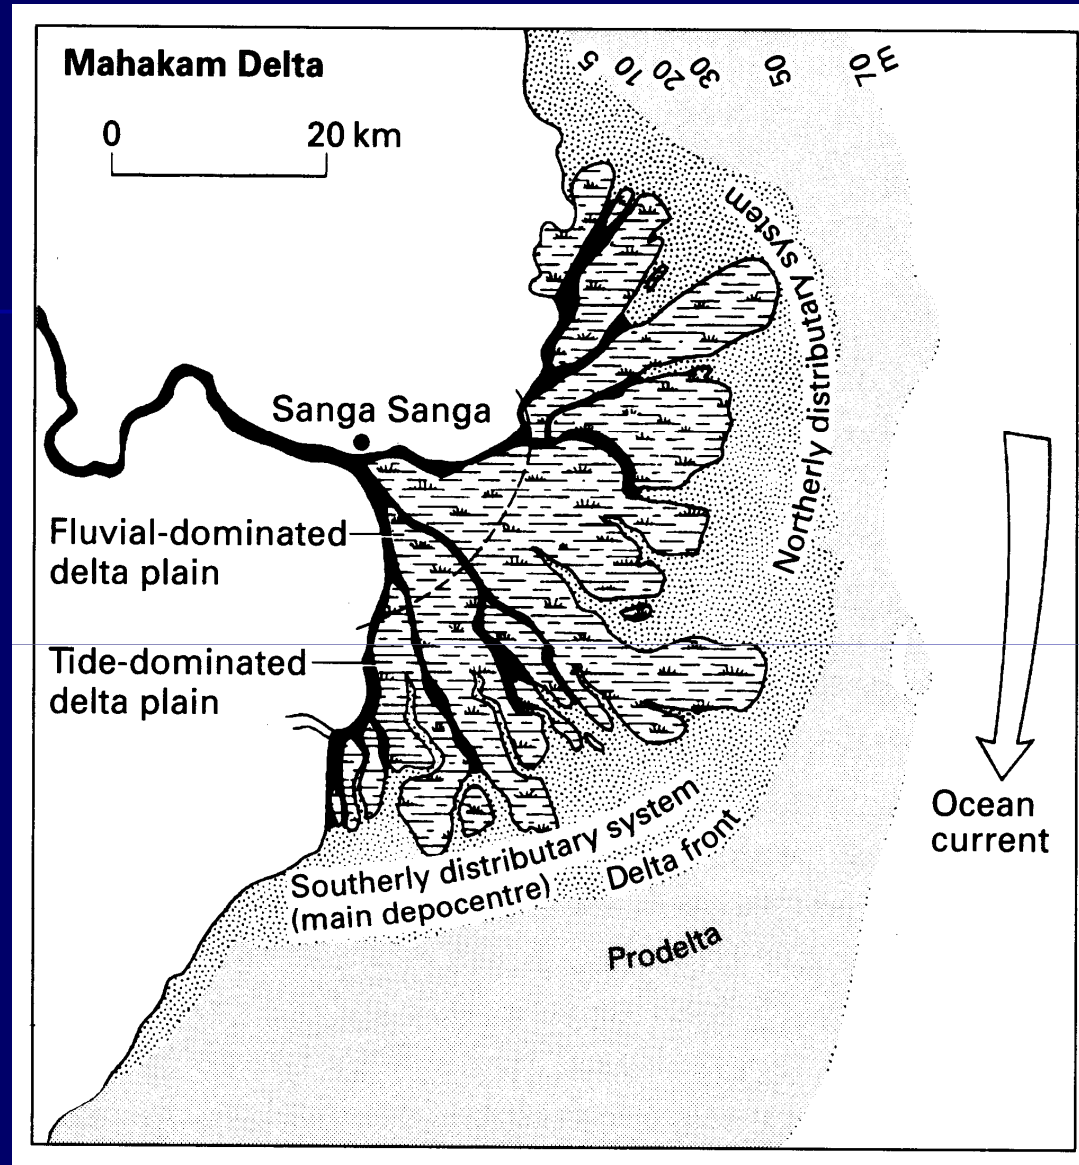 Mahakam Delta
0 20 km
5 10 20 30 50 70 m
Northerly distributary system
Sanga Sanga
Fluvial-dominated
delta plain
Tide-dominated
delta plain
Ocean
current
Southerly distributary system
(main depocentre)
Delta front
Prodelta